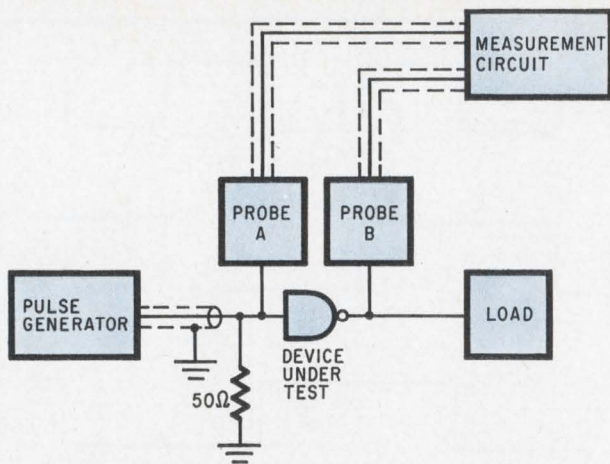 MEASUREMENT
CIRCUIT
PROBE
A
PROBE
B
PULSE
GENERATOR
LOAD
DEVICE
UNDER
TEST
50Ω